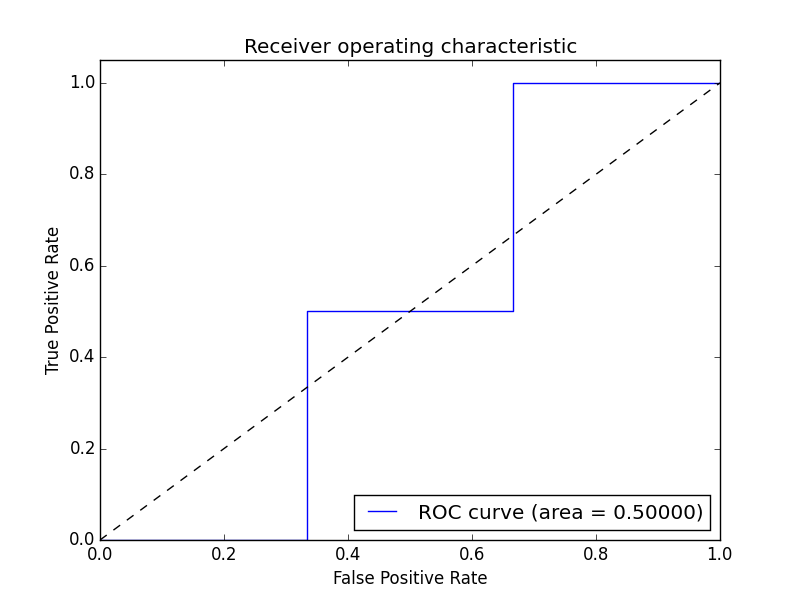 Receiver operating characteristic
1.0
0.8
0.6
0.4
0.2
0.0
True Positive Rate
ROC curve (area = 0.50000)
0.0 0.2 0.4 0.6 0.8 1.0
False Positive Rate